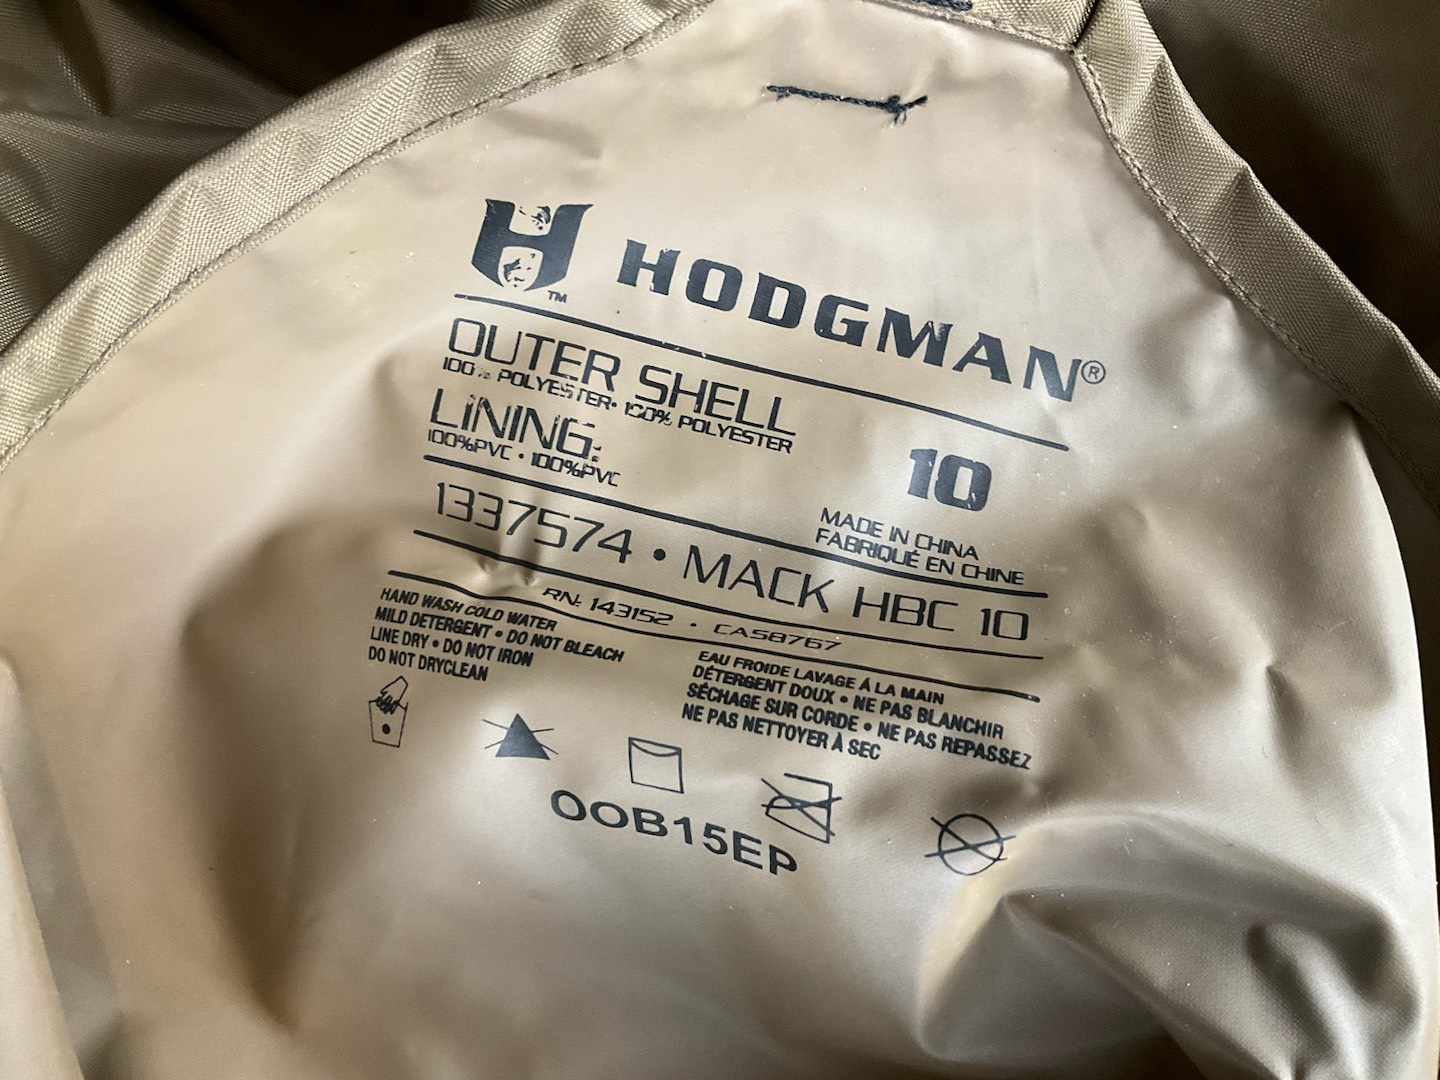 HODGMAN®
TM
OUTER SHELL
100% POLYESTER • 100% POLYESTER
LINING:
100%PVC • 100%PVC
10
MADE IN CHINA
FABRIQUÉ EN CHINE
1337574 • MACK HBC 10
RN: 143152 • CA58767
HAND WASH COLD WATER
MILD DETERGENT • DO NOT BLEACH
LINE DRY • DO NOT IRON
DO NOT DRYCLEAN
EAU FROIDE LAVAGE À LA MAIN
DÉTERGENT DOUX • NE PAS BLANCHIR
SÉCHAGE SUR CORDE • NE PAS REPASSEZ
NE PAS NETTOYER À SEC
OOB15EP